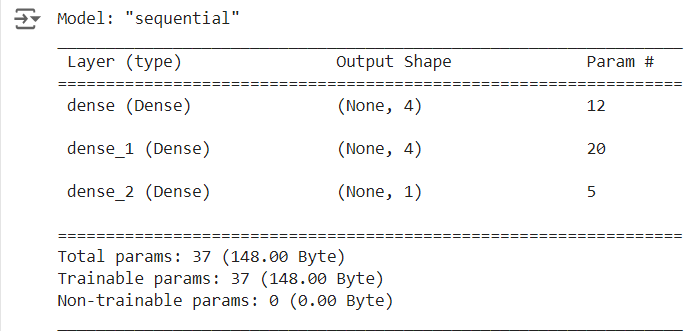 Model: "sequential"
_________________________________________________________________
Layer (type) Output Shape Param #
=================================================================
dense (Dense) (None, 4) 12
dense_1 (Dense) (None, 4) 20
dense_2 (Dense) (None, 1) 5
=================================================================
Total params: 37 (148.00 Byte)
Trainable params: 37 (148.00 Byte)
Non-trainable params: 0 (0.00 Byte)
_________________________________________________________________